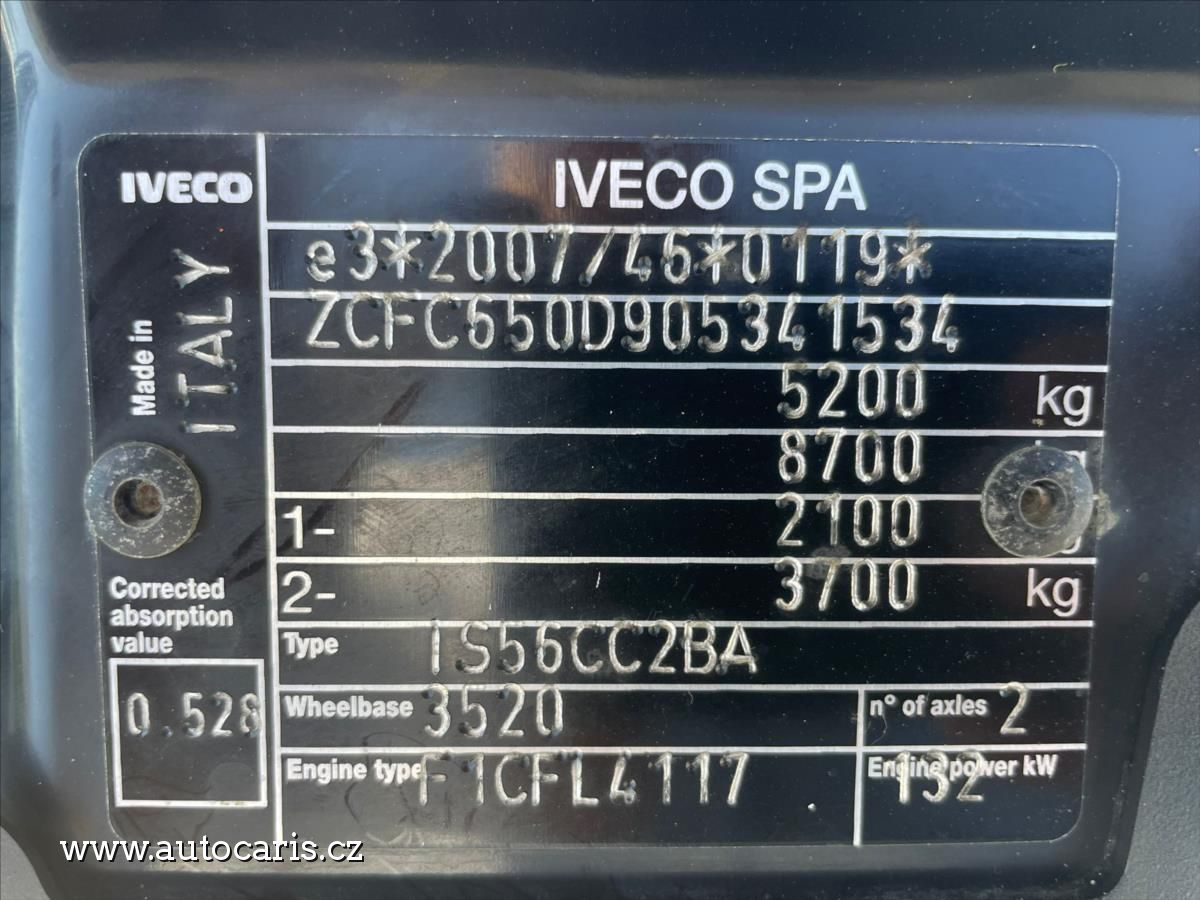 IVECO
IVECO SPA
Made in
ITALY
e3*2007/46*0119*
ZCFC650D905341534
5200 kg
8700
1- 2100
2- 3700 kg
Corrected
absorption
value
0.528
Type IS56CC2BA
Wheelbase 3520
n° of axles 2
Engine type F1CFL4117
Engine power kW 132
www.autocaris.cz